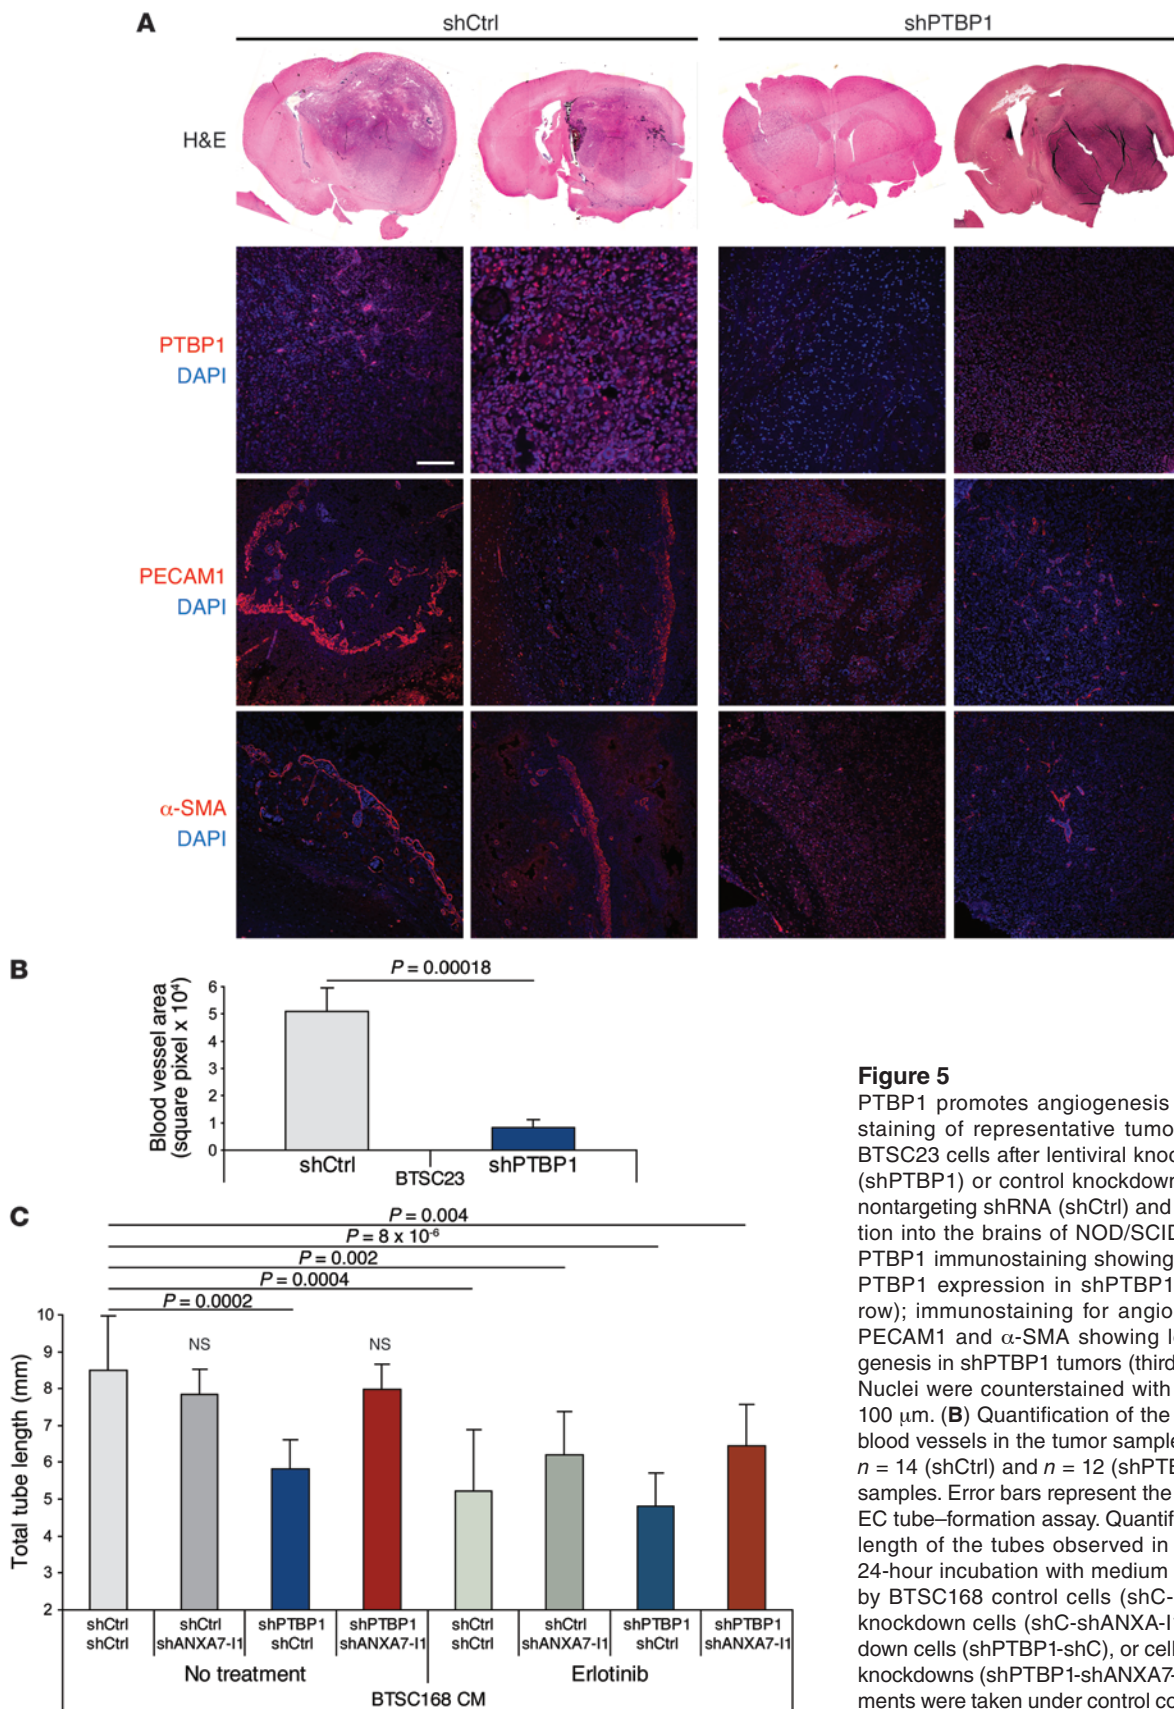 A
shCtrl
shPTBP1
H&E
PTBP1
DAPI
PECAM1
DAPI
α-SMA
DAPI
B
P = 0.00018
Blood vessel area
(square pixel x 10⁴)
6
5
4
3
2
1
0
shCtrl
shPTBP1
BTSC23
C
P = 0.004
P = 8 x 10⁻⁶
P = 0.002
P = 0.0004
P = 0.0002
NS
NS
Total tube length (mm)
10
9
8
7
6
5
4
3
2
shCtrl shCtrl shPTBP1 shPTBP1 shCtrl shCtrl shPTBP1 shPTBP1
shCtrl shANXA7-I1 shCtrl shANXA7-I1 shCtrl shANXA7-I1 shCtrl shANXA7-I1
No treatment
Erlotinib
BTSC168 CM
Figure 5
PTBP1 promotes angiogenesis
staining of representative tumo
BTSC23 cells after lentiviral knoc
(shPTBP1) or control knockdown
nontargeting shRNA (shCtrl) and
tion into the brains of NOD/SCID
PTBP1 immunostaining showing
PTBP1 expression in shPTBP1
row); immunostaining for angio
PECAM1 and α-SMA showing l
genesis in shPTBP1 tumors (third
Nuclei were counterstained with
100 μm. (B) Quantification of the
blood vessels in the tumor sample
n = 14 (shCtrl) and n = 12 (shPTB
samples. Error bars represent the
EC tube–formation assay. Quantif
length of the tubes observed in
24-hour incubation with medium
by BTSC168 control cells (shC-
knockdown cells (shC-shANXA-I
down cells (shPTBP1-shC), or cell
knockdowns (shPTBP1-shANXA7-
ments were taken under control co